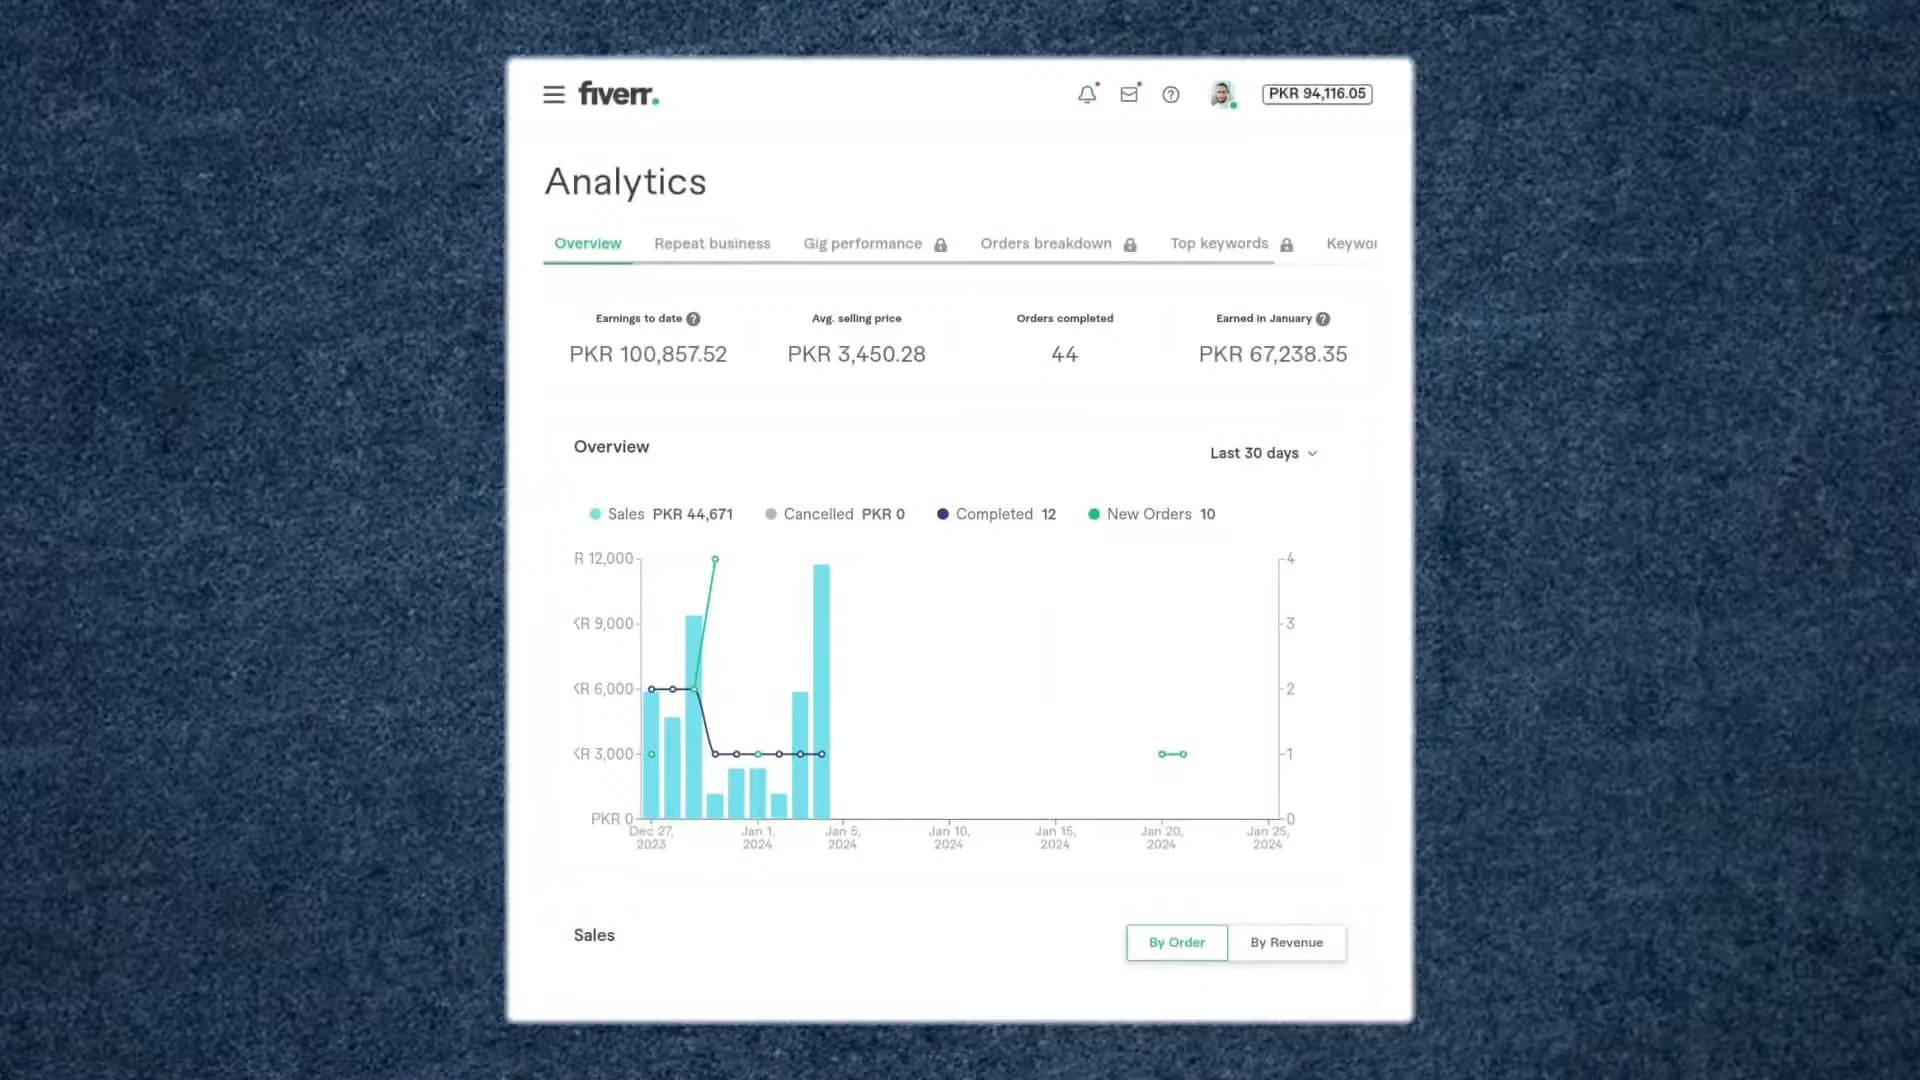 fiverr.
PKR 94,116.05
Analytics
Overview Repeat business Gig performance Orders breakdown Top keywords Keywor
Earnings to date ? Avg. selling price Orders completed Earned in January ?
PKR 100,857.52 PKR 3,450.28 44 PKR 67,238.35
Overview
Last 30 days
Sales PKR 44,671 Cancelled PKR 0 Completed 12 New Orders 10
R 12,000 4
KR 9,000 3
KR 6,000 2
KR 3,000 1
PKR 0 0
Dec 27, Jan 1, Jan 5, Jan 10, Jan 15, Jan 20, Jan 25,
2023 2024 2024 2024 2024 2024 2024
Sales
By Order By Revenue